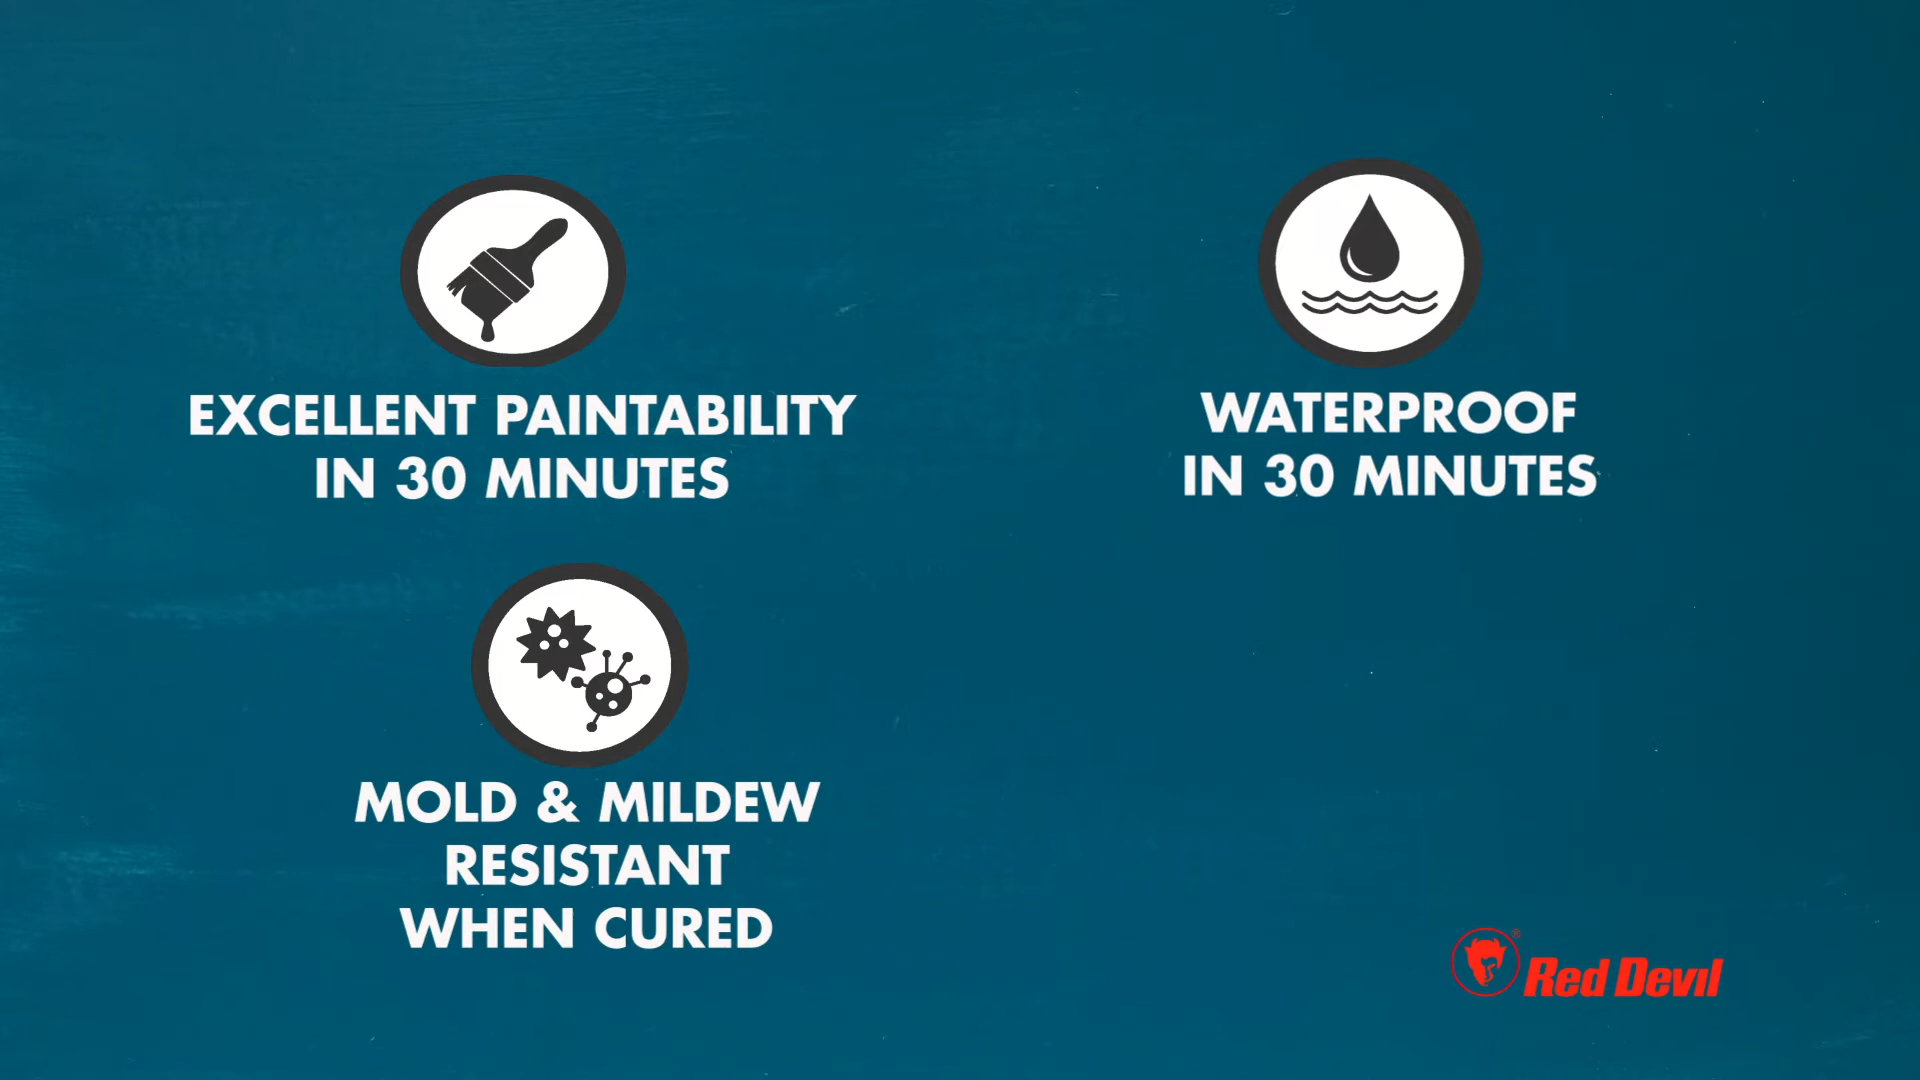 EXCELLENT PAINTABILITY
IN 30 MINUTES
WATERPROOF
IN 30 MINUTES
MOLD & MILDEW
RESISTANT
WHEN CURED
® Red Devil